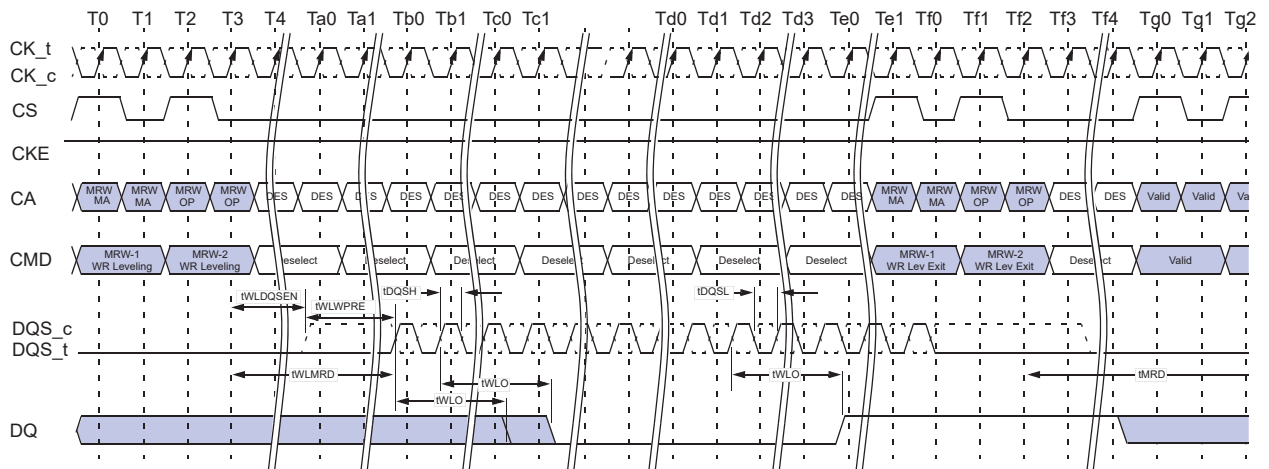 T0 T1 T2 T3 T4 Ta0 Ta1 Tb0 Tb1 Tc0 Tc1 Td0 Td1 Td2 Td3 Te0 Te1 Tf0 Tf1 Tf2 Tf3 Tf4 Tg0 Tg1 Tg2
CK_t
CK_c
CS
CKE
CA
MRW MA
MRW MA
MRW OP
MRW OP
DES
DES
DES
DES
DES
DES
DES
DES
DES
DES
DES
DES
DES
DES
MRW MA
MRW MA
MRW OP
MRW OP
DES
DES
Valid
Valid
Va
CMD
MRW-1
WR Leveling
MRW-2
WR Leveling
Deselect
Deselect
Deselect
Deselect
Deselect
Deselect
Deselect
MRW-1
WR Lev Exit
MRW-2
WR Lev Exit
Deselect
Valid
tWLDQSEN
tWLWPRE
tDQSH
tDQSL
DQS_c
DQS_t
tWLMRD
tWLO
tWLO
tWLO
tMRD
DQ